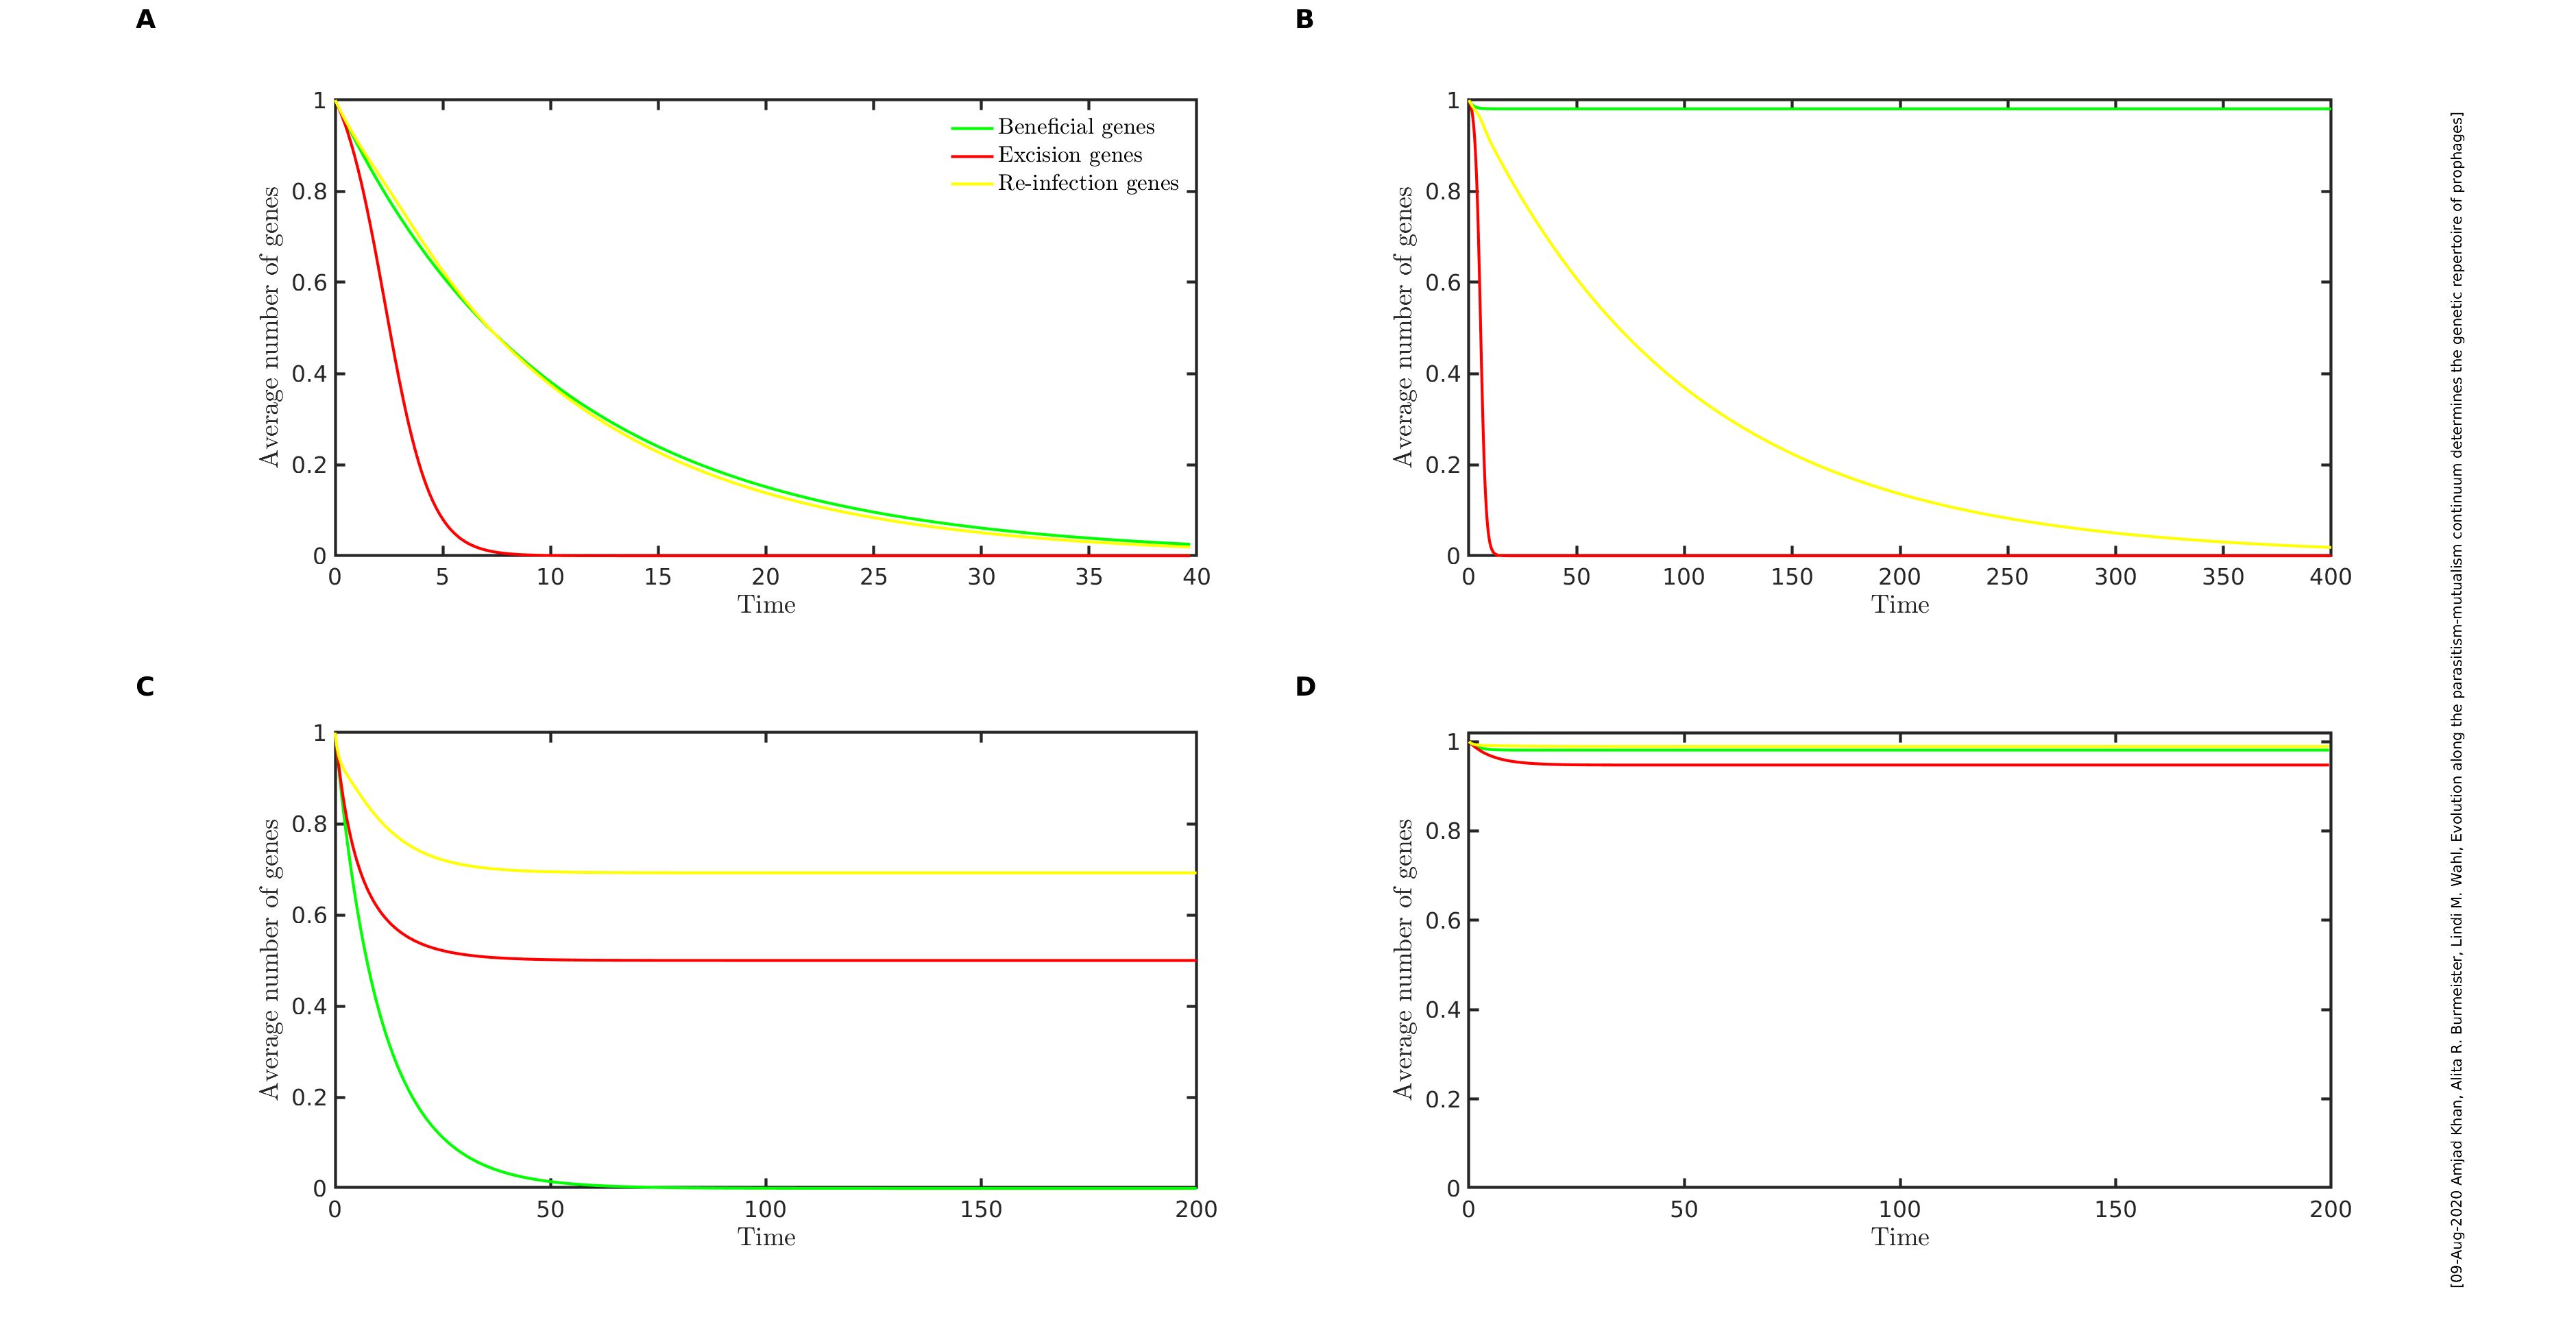 A
Average number of genes
1
0.8
0.6
0.4
0.2
0
0 5 10 15 20 25 30 35 40
Time
Beneficial genes
Excision genes
Re-infection genes
B
Average number of genes
1
0.8
0.6
0.4
0.2
0
0 50 100 150 200 250 300 350 400
Time
C
Average number of genes
1
0.8
0.6
0.4
0.2
0
0 50 100 150 200
Time
D
Average number of genes
1
0.8
0.6
0.4
0.2
0
0 50 100 150 200
Time
[09-Aug-2020 Amjad Khan, Alita R. Burmeister, Lindi M. Wahl, Evolution along the parasitism-mutualism continuum determines the genetic repertoire of prophages]